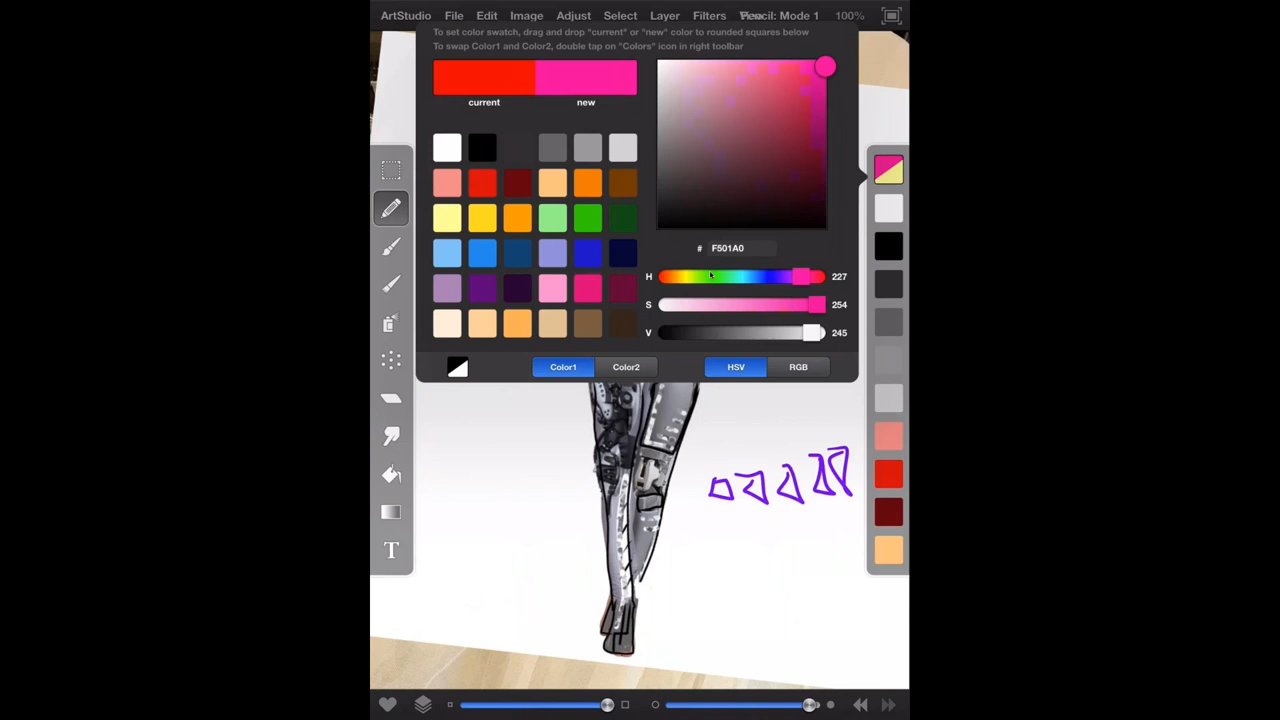 ArtStudio File Edit Image Adjust Select Layer Filters Pencil: Mode 1 100%
To set color swatch, drag and drop "current" or "new" color to rounded squares below
To swap Color1 and Color2, double tap on "Colors" icon in right toolbar
current new
# F501A0
H 227
S 254
V 245
Color1 Color2 HSV RGB
T